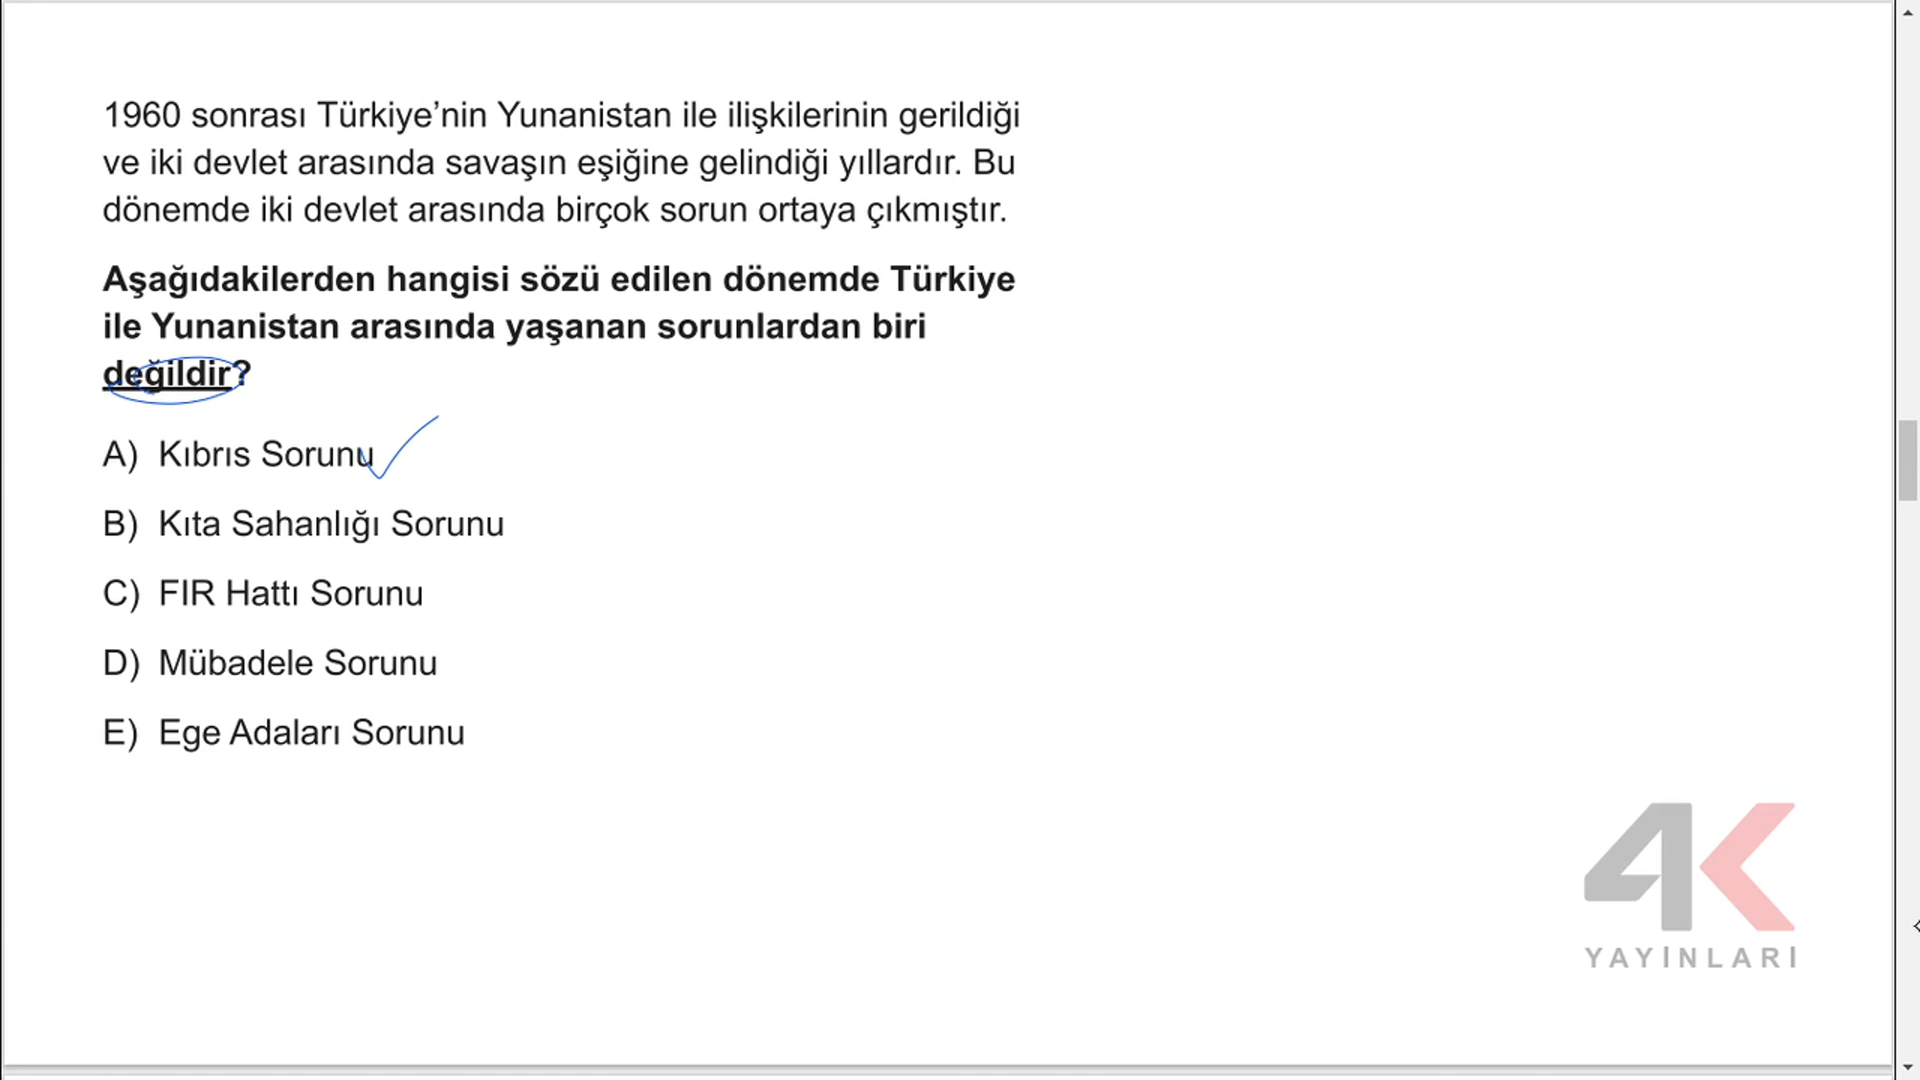 1960 sonrası Türkiye’nin Yunanistan ile ilişkilerinin gerildiği
ve iki devlet arasında savaşın eşiğine gelindiği yıllardır. Bu
dönemde iki devlet arasında birçok sorun ortaya çıkmıştır.
Aşağıdakilerden hangisi sözü edilen dönemde Türkiye
ile Yunanistan arasında yaşanan sorunlardan biri
değildir?
A) Kıbrıs Sorunu
B) Kıta Sahanlığı Sorunu
C) FIR Hattı Sorunu
D) Mübadele Sorunu
E) Ege Adaları Sorunu
4K
YAYİNLARİ